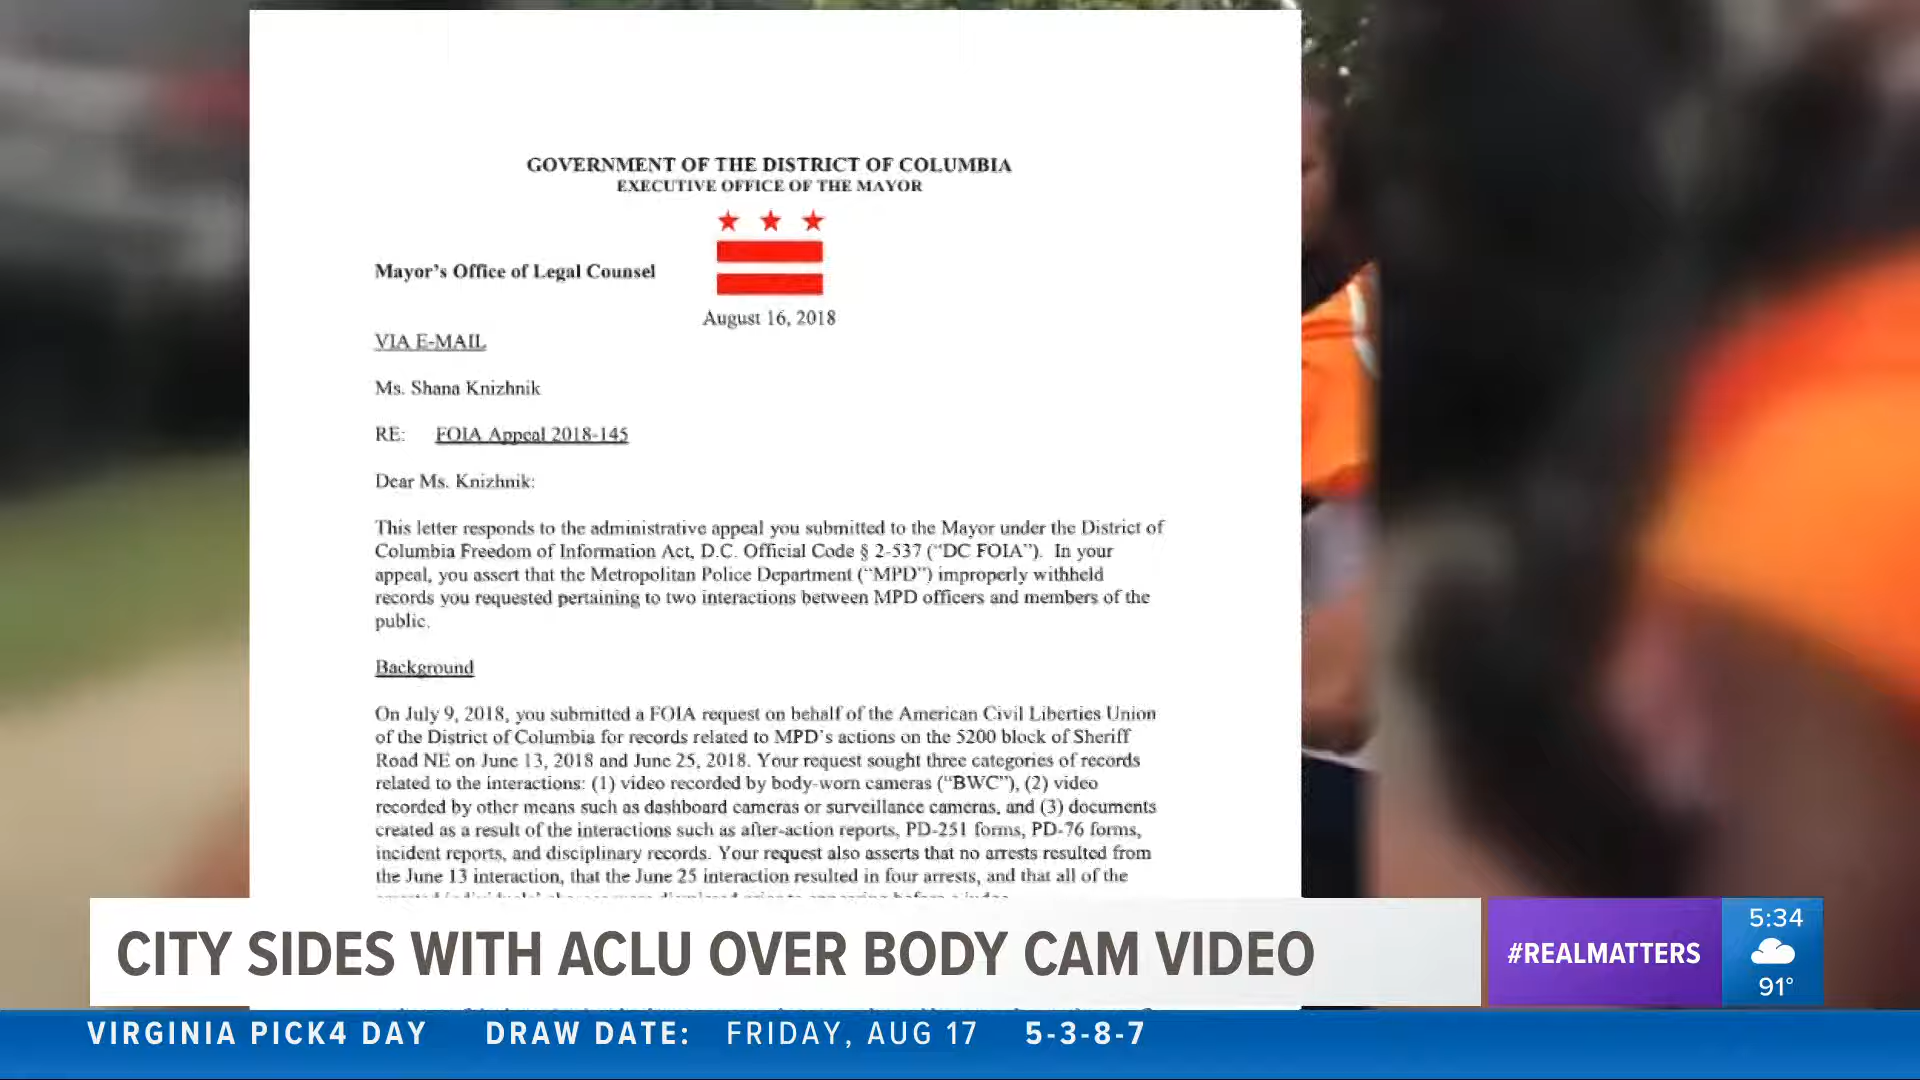 GOVERNMENT OF THE DISTRICT OF COLUMBIA
EXECUTIVE OFFICE OF THE MAYOR
Mayor's Office of Legal Counsel
August 16, 2018
VIA E-MAIL
Ms. Shana Knizhnik
RE: FOIA Appeal 2018-145
Dear Ms. Knizhnik:
This letter responds to the administrative appeal you submitted to the Mayor under the District of
Columbia Freedom of Information Act, D.C. Official Code § 2-537 ("DC FOIA"). In your
appeal, you assert that the Metropolitan Police Department ("MPD") improperly withheld
records you requested pertaining to two interactions between MPD officers and members of the
public.
Background
On July 9, 2018, you submitted a FOIA request on behalf of the American Civil Liberties Union
of the District of Columbia for records related to MPD's actions on the 5200 block of Sheriff
Road NE on June 13, 2018 and June 25, 2018. Your request sought three categories of records
related to the interactions: (1) video recorded by body-worn cameras ("BWC"), (2) video
recorded by other means such as dashboard cameras or surveillance cameras, and (3) documents
created as a result of the interactions such as after-action reports, PD-251 forms, PD-76 forms,
incident reports, and disciplinary records. Your request also asserts that no arrests resulted from
the June 13 interaction, that the June 25 interaction resulted in four arrests, and that all of the
CITY SIDES WITH ACLU OVER BODY CAM VIDEO
#REALMATTERS
5:34
91°
VIRGINIA PICK4 DAY DRAW DATE: FRIDAY, AUG 17 5-3-8-7